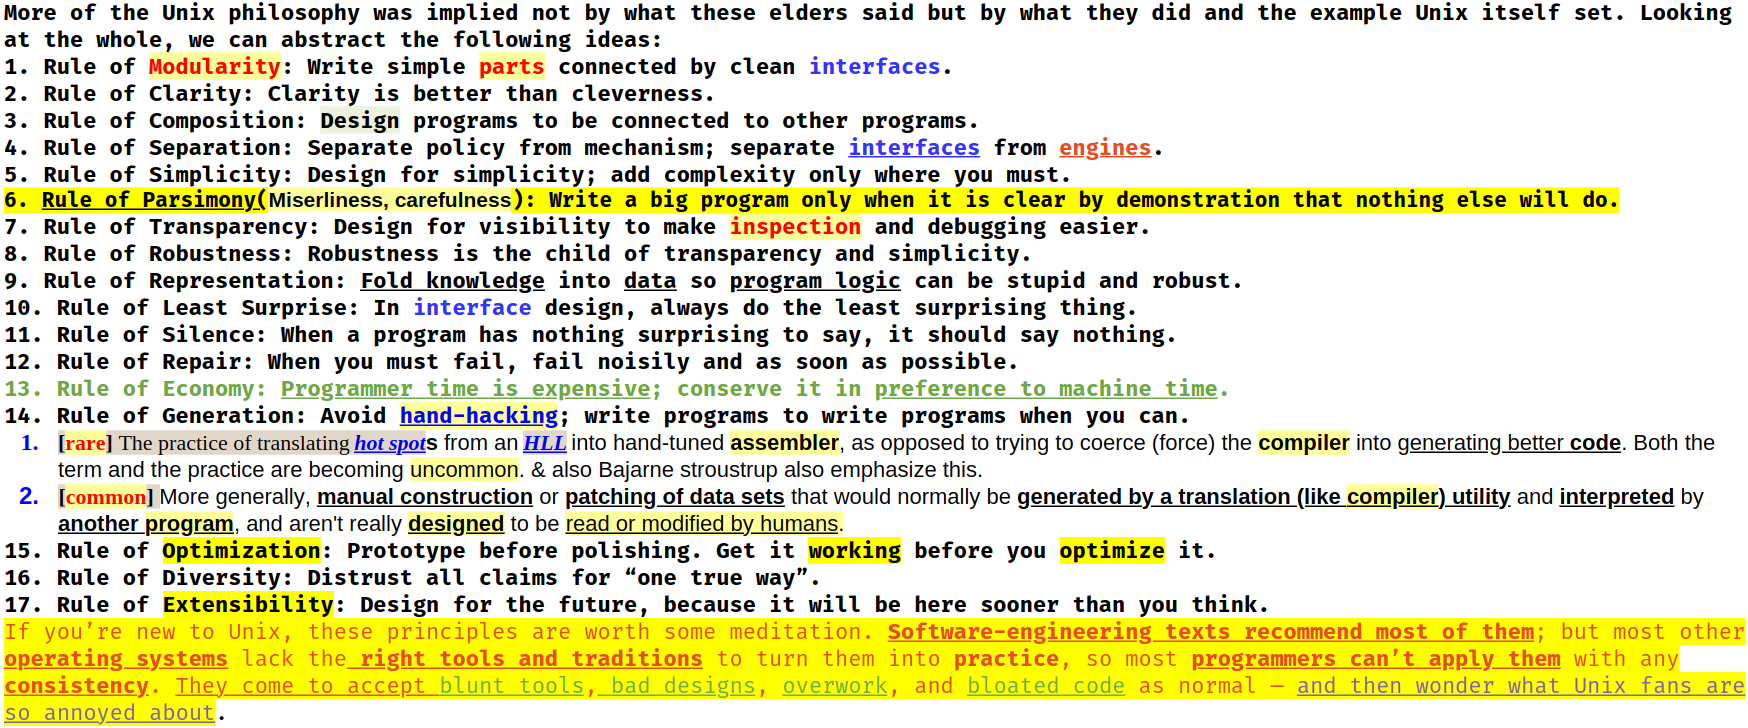 More of the Unix philosophy was implied not by what these elders said but by what they did and the example Unix itself set. Looking
at the whole, we can abstract the following ideas:
1. Rule of Modularity: Write simple parts connected by clean interfaces.
2. Rule of Clarity: Clarity is better than cleverness.
3. Rule of Composition: Design programs to be connected to other programs.
4. Rule of Separation: Separate policy from mechanism; separate interfaces from engines.
5. Rule of Simplicity: Design for simplicity; add complexity only where you must.
6. Rule of Parsimony(Miserliness, carefulness): Write a big program only when it is clear by demonstration that nothing else will do.
7. Rule of Transparency: Design for visibility to make inspection and debugging easier.
8. Rule of Robustness: Robustness is the child of transparency and simplicity.
9. Rule of Representation: Fold knowledge into data so program logic can be stupid and robust.
10. Rule of Least Surprise: In interface design, always do the least surprising thing.
11. Rule of Silence: When a program has nothing surprising to say, it should say nothing.
12. Rule of Repair: When you must fail, fail noisily and as soon as possible.
13. Rule of Economy: Programmer time is expensive; conserve it in preference to machine time.
14. Rule of Generation: Avoid hand-hacking; write programs to write programs when you can.
1. [rare] The practice of translating hot spots from an HLL into hand-tuned assembler, as opposed to trying to coerce (force) the compiler into generating better code. Both the
term and the practice are becoming uncommon. & also Bajarne stroustrup also emphasize this.
2. [common] More generally, manual construction or patching of data sets that would normally be generated by a translation (like compiler) utility and interpreted by
another program, and aren't really designed to be read or modified by humans.
15. Rule of Optimization: Prototype before polishing. Get it working before you optimize it.
16. Rule of Diversity: Distrust all claims for “one true way”.
17. Rule of Extensibility: Design for the future, because it will be here sooner than you think.
If you’re new to Unix, these principles are worth some meditation. Software-engineering texts recommend most of them; but most other
operating systems lack the right tools and traditions to turn them into practice, so most programmers can’t apply them with any
consistency. They come to accept blunt tools, bad designs, overwork, and bloated code as normal — and then wonder what Unix fans are
so annoyed about.